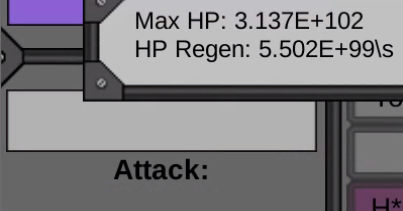 Max HP: 3.137E+102
HP Regen: 5.502E+99\s
Attack:
H*